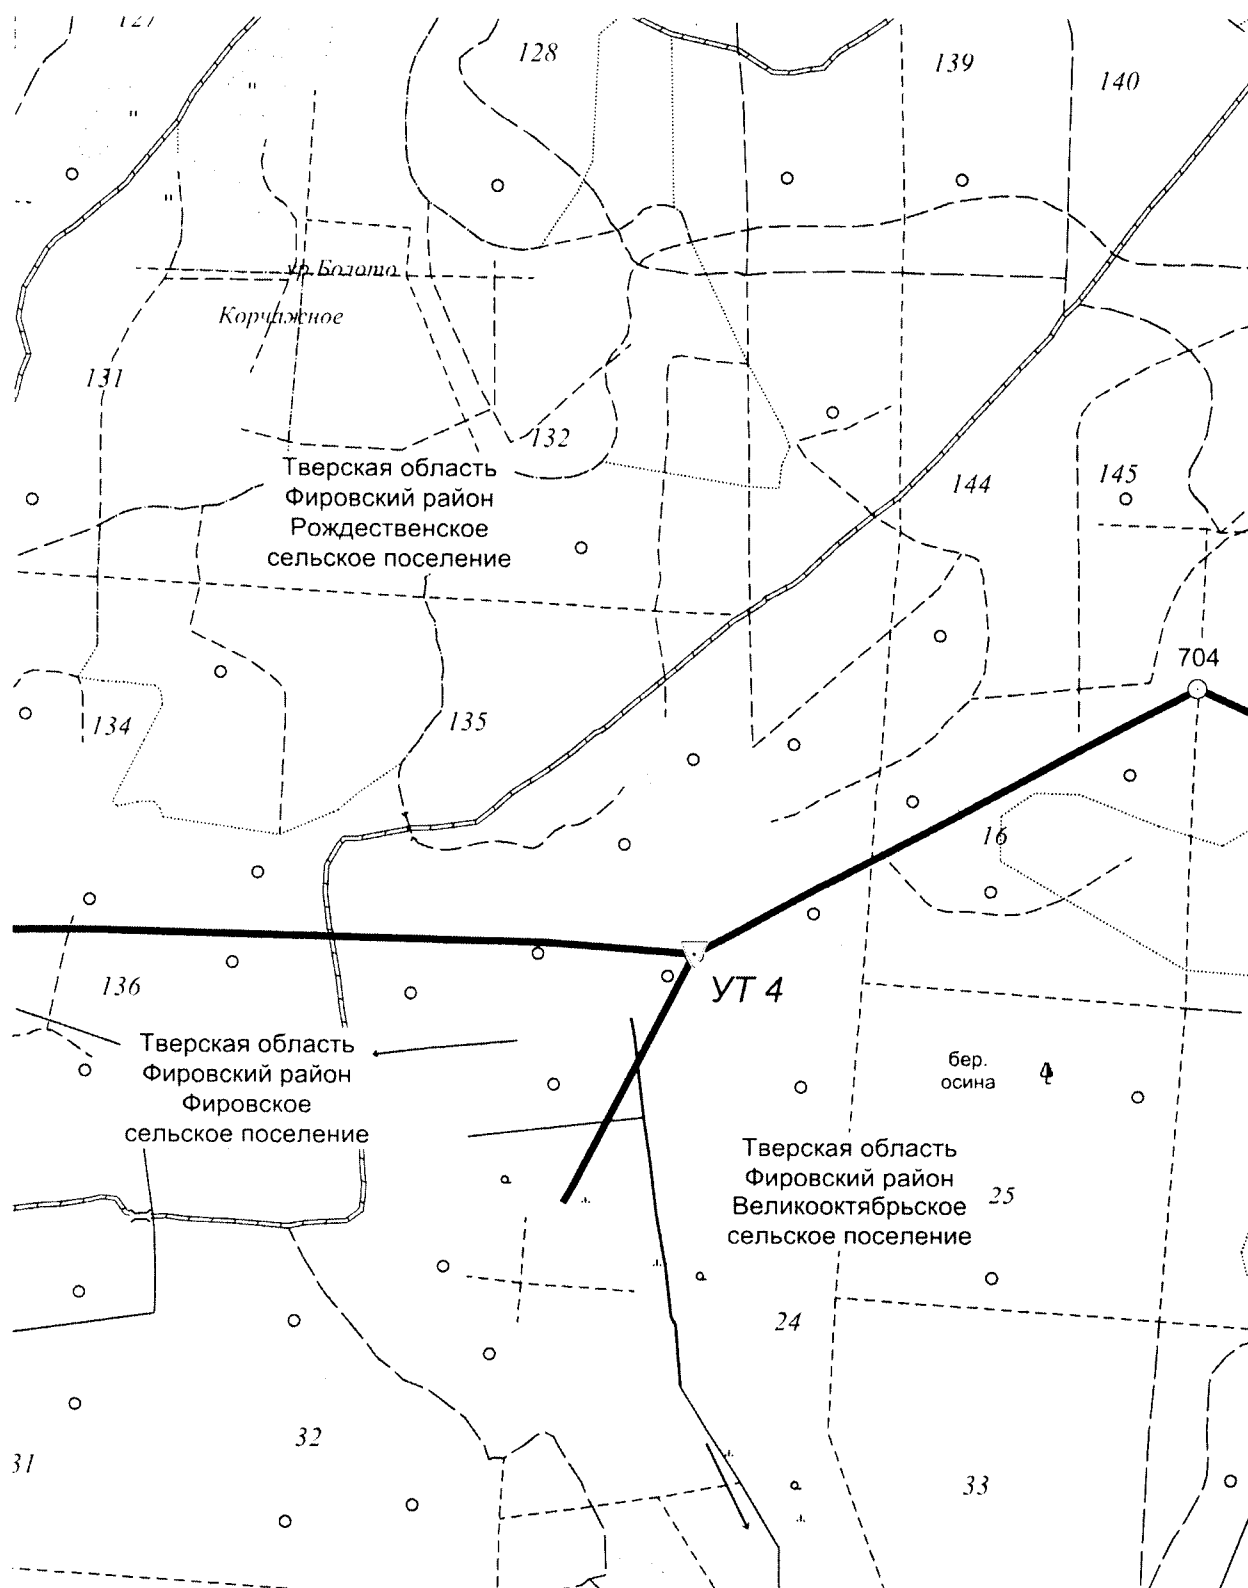 127
128
139
140
ур.Болото
Корчажное
131
132
Тверская область
Фировский район
Рождественское
сельское поселение
144
145
704
134
135
16
УТ 4
136
Тверская область
Фировский район
Фировское
сельское поселение
бер.
осина
Тверская область
Фировский район
Великооктябрьское
сельское поселение
25
24
32
31
33